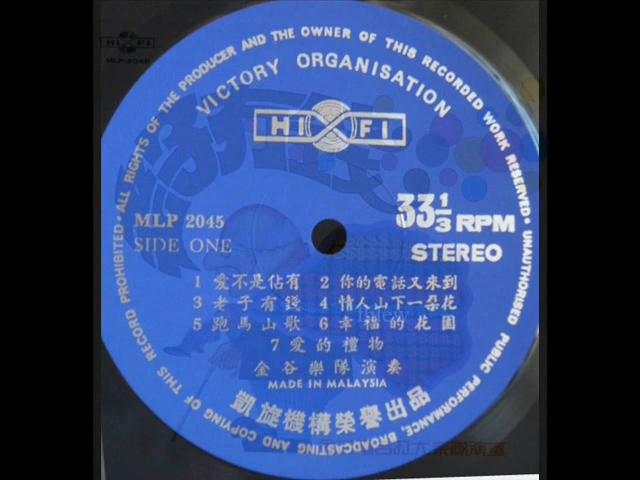 HI FI
MLP-2045
UNAUTHORISED PUBLIC PERFORMANCE, BROADCASTING AND COPYING OF THIS RECORD PROHIBITED • ALL RIGHTS OF THE PRODUCER AND THE OWNER OF THIS RECORDED WORK RESERVED •
VICTORY ORGANISATION
HI FI
MLP 2045
SIDE ONE
33 1/3 RPM
STEREO
1 愛不是佔有 2 你的電話又來到
3 老子有錢 4 情人山下一朵花
5 跑馬山歌 6 幸福的花園
7 愛的禮物
金谷樂隊演奏
MADE IN MALAYSIA
凱旋機構榮譽出品